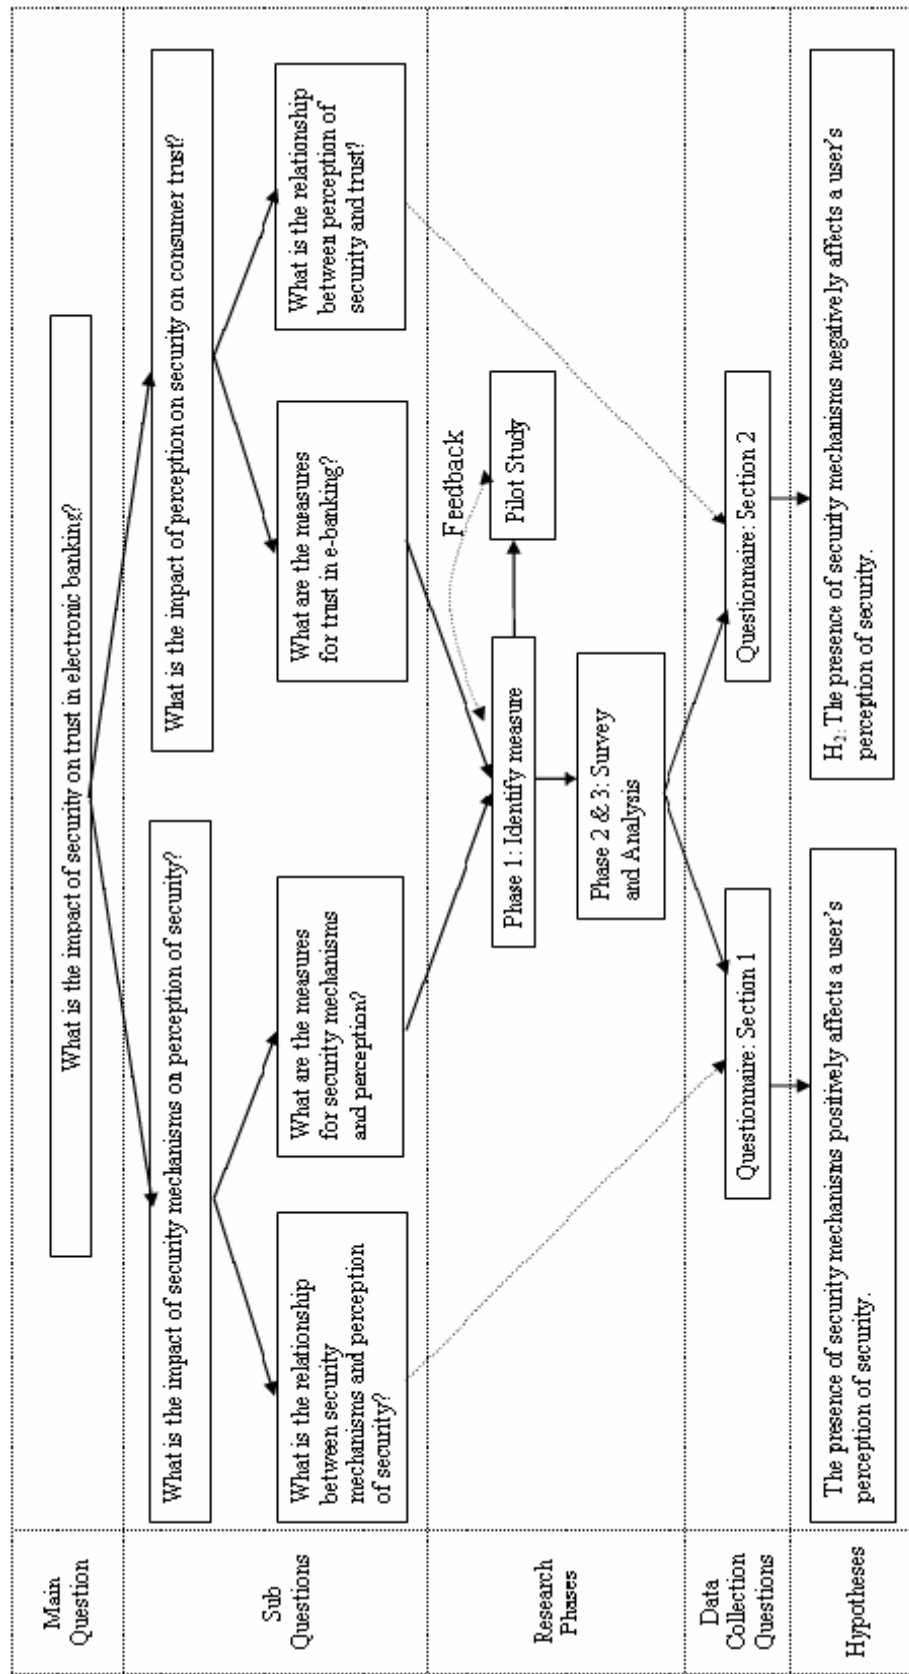 Main
Question
What is the impact of security on trust in electronic banking?
Sub
Questions
What is the impact of security mechanisms on perception of security?
What is the impact of perception on security on consumer trust?
What is the relationship
between security
mechanisms and perception
of security?
What are the measures
for security mechanisms
and perception?
What are the measures
for trust in e-banking?
What is the relationship
between perception of
security and trust?
Research
Phases
Phase 1: Identify measure
Feedback
Pilot Study
Phase 2 & 3: Survey
and Analysis
Data
Collection
Questions
Questionnaire: Section 1
Questionnaire: Section 2
Hypotheses
The presence of security mechanisms positively affects a user's
perception of security.
H₂: The presence of security mechanisms negatively affects a user's
perception of security.